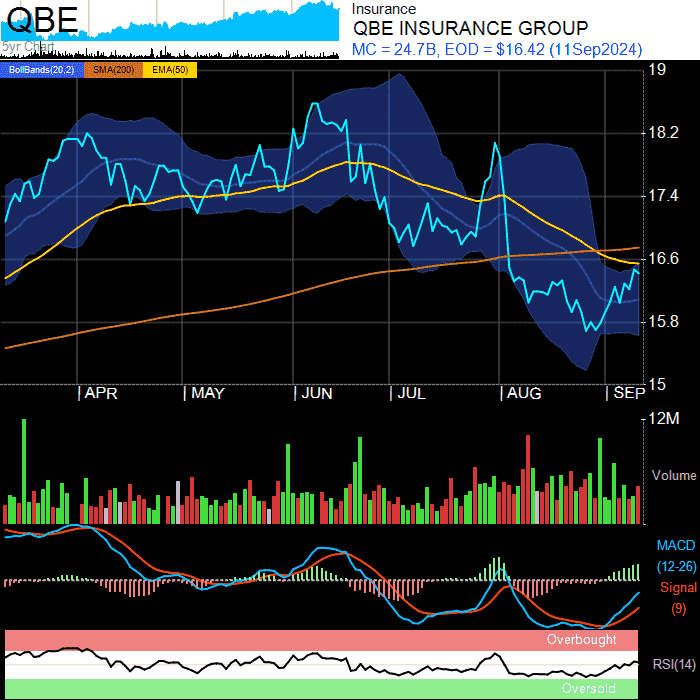 QBE
5yr Chart
Insurance
QBE INSURANCE GROUP
MC = 24.7B, EOD = $16.42 (11Sep2024)
BollBands(20,2) SMA(200) EMA(50)
19
18.2
17.4
16.6
15.8
15
APR MAY JUN JUL AUG SEP
12M
Volume
MACD
(12-26)
Signal
(9)
Overbought
RSI(14)
Oversold